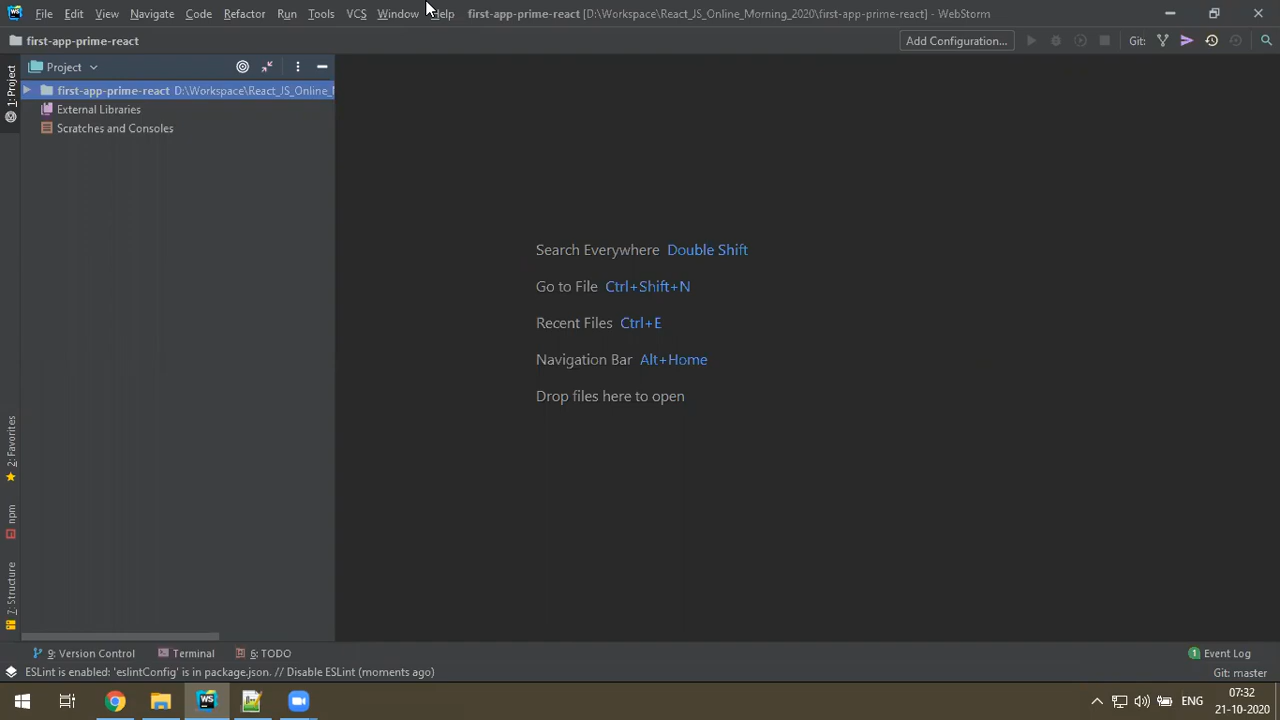 WS File Edit View Navigate Code Refactor Run Tools VCS Window Help first-app-prime-react [D:\Workspace\React_JS_Online_Morning_2020\first-app-prime-react] - WebStorm
first-app-prime-react Add Configuration... Git:
1: Project
Project
first-app-prime-react D:\Workspace\React_JS_Online_
External Libraries
Scratches and Consoles
Search Everywhere Double Shift
Go to File Ctrl+Shift+N
Recent Files Ctrl+E
Navigation Bar Alt+Home
Drop files here to open
2: Favorites
npm
7: Structure
9: Version Control Terminal 6: TODO 1 Event Log
ESLint is enabled: 'eslintConfig' is in package.json. // Disable ESLint (moments ago) Git: master
WS ENG 07:32
21-10-2020